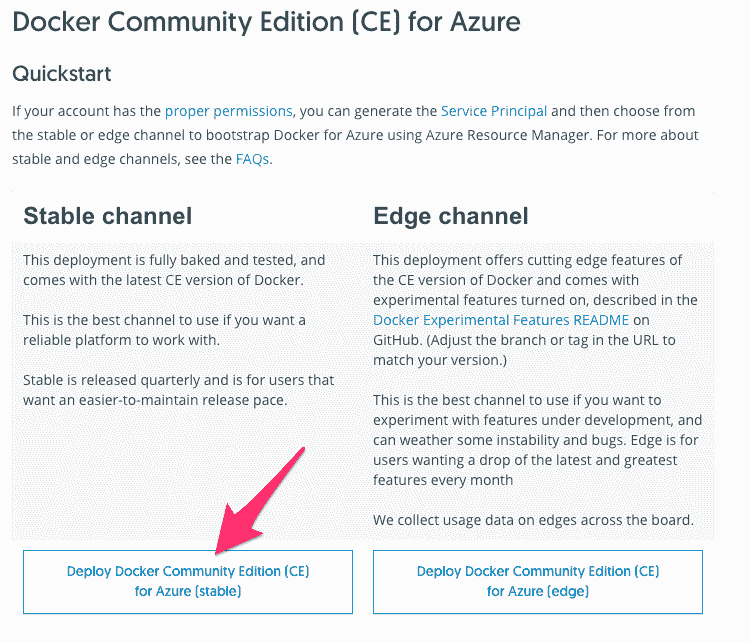 Docker Community Edition (CE) for Azure
Quickstart
If your account has the proper permissions, you can generate the Service Principal and then choose from
the stable or edge channel to bootstrap Docker for Azure using Azure Resource Manager. For more about
stable and edge channels, see the FAQs.
Stable channel
This deployment is fully baked and tested, and
comes with the latest CE version of Docker.
This is the best channel to use if you want a
reliable platform to work with.
Stable is released quarterly and is for users that
want an easier-to-maintain release pace.
Deploy Docker Community Edition (CE)
for Azure (stable)
Edge channel
This deployment offers cutting edge features of
the CE version of Docker and comes with
experimental features turned on, described in the
Docker Experimental Features README on
GitHub. (Adjust the branch or tag in the URL to
match your version.)
This is the best channel to use if you want to
experiment with features under development, and
can weather some instability and bugs. Edge is for
users wanting a drop of the latest and greatest
features every month
We collect usage data on edges across the board.
Deploy Docker Community Edition (CE)
for Azure (edge)